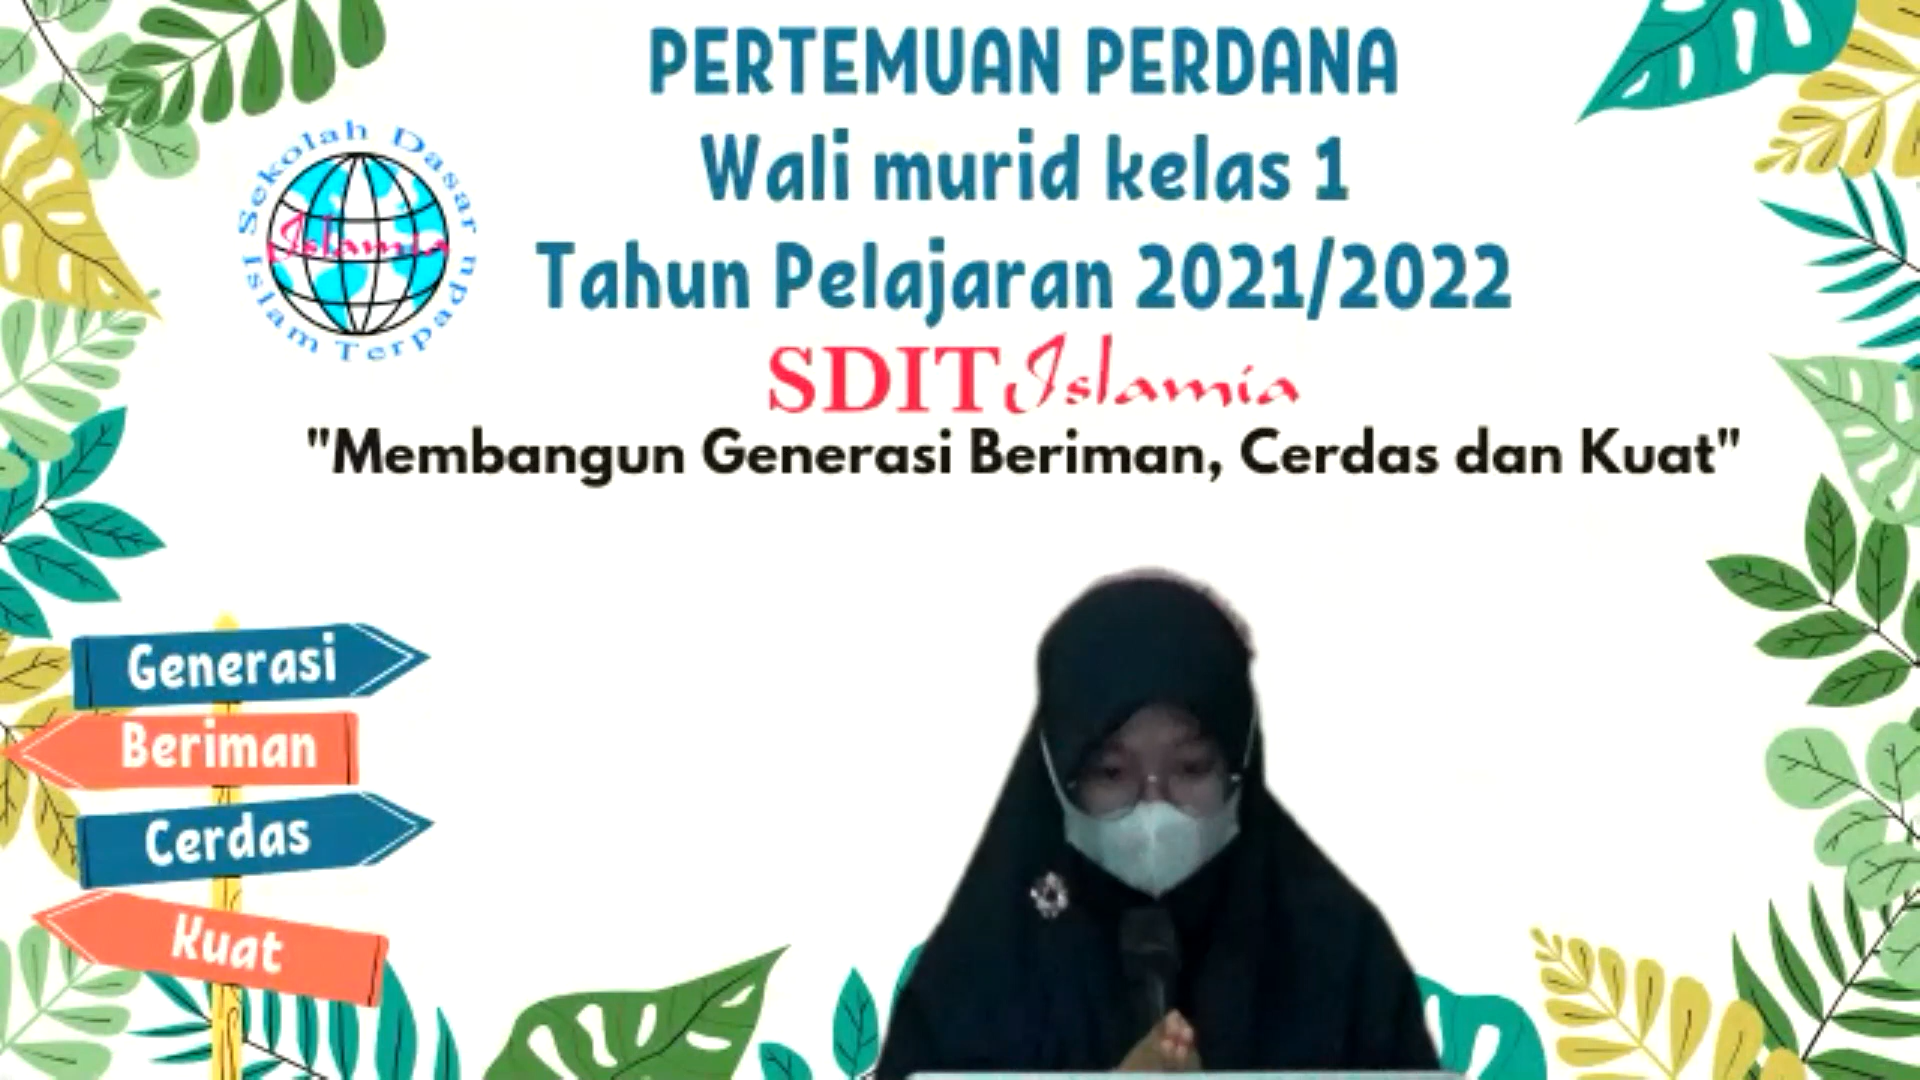 PERTEMUAN PERDANA
Wali murid kelas 1
Tahun Pelajaran 2021/2022
SDIT Islamia
"Membangun Generasi Beriman, Cerdas dan Kuat"
Sekolah Dasar
Islamia
Islam Terpadu
Generasi
Beriman
Cerdas
Kuat